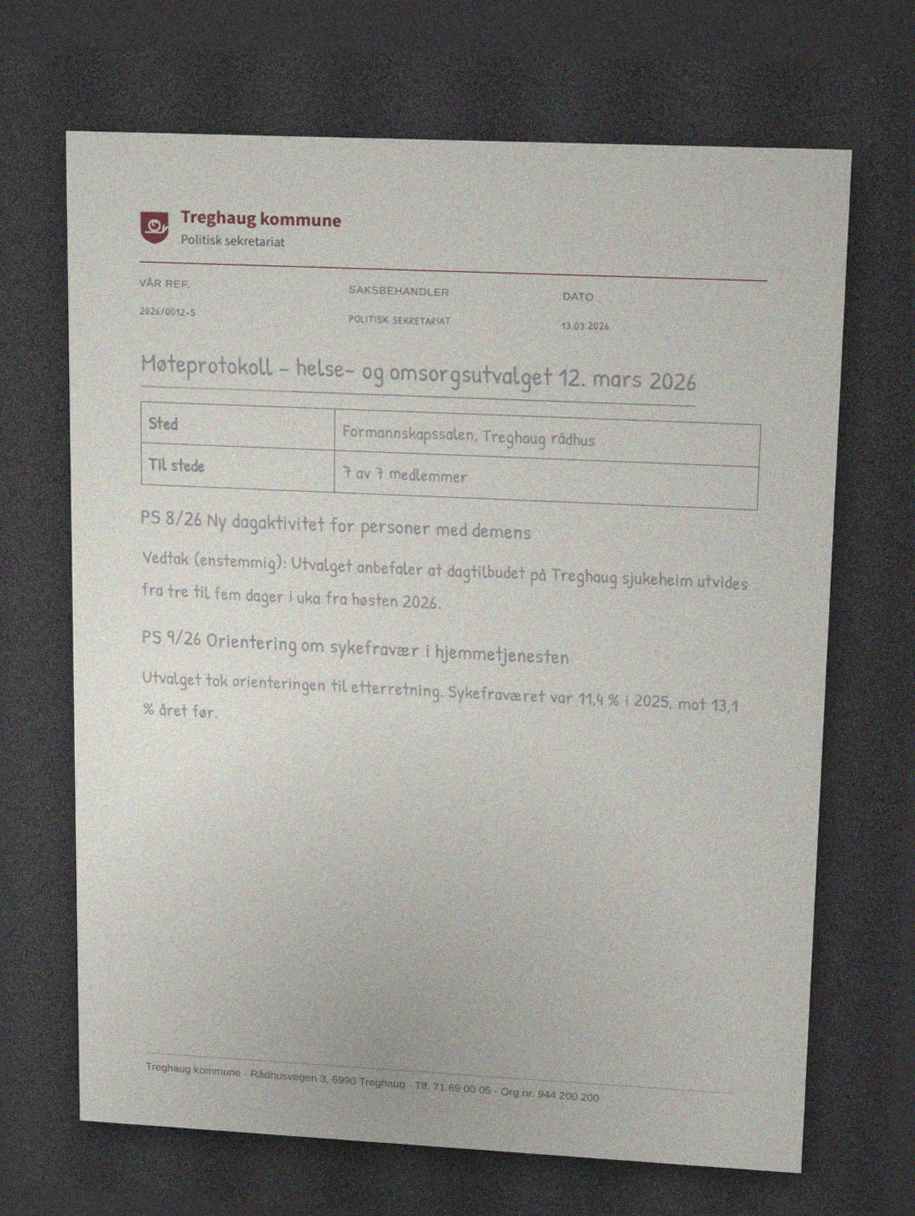 Treghaug kommune
Politisk sekretariat
VÅR REF. SAKSBEHANDLER DATO
2026/0012-5 POLITISK SEKRETARIAT 13.03.2026
Møteprotokoll – helse- og omsorgsutvalget 12. mars 2026
Sted Formannskapssalen, Treghaug rådhus
Til stede 7 av 7 medlemmer
PS 8/26 Ny dagaktivitet for personer med demens
Vedtak (enstemmig): Utvalget anbefaler at dagtilbudet på Treghaug sjukeheim utvides
fra tre til fem dager i uka fra høsten 2026.
PS 9/26 Orientering om sykefravær i hjemmetjenesten
Utvalget tok orienteringen til etterretning. Sykefraværet var 11,4 % i 2025, mot 13,1
% året før.
Treghaug kommune · Rådhusvegen 3, 6990 Treghaug · Tlf. 71 69 00 05 · Org.nr. 944 200 200